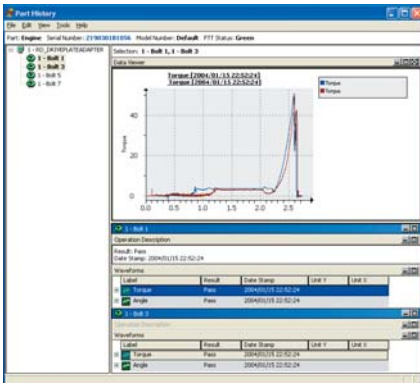 Part History
File Edit View Tools Help
Part: Engine Serial Number: 219030181056 Model Number: Default FTT Status: Green
1 - RO_DRIVEPLATEADAPTER
1 - Bolt 1
1 - Bolt 3
1 - Bolt 5
1 - Bolt 7
Selection: 1 - Bolt 1, 1 - Bolt 3
Data Viewer
Torque [2004/01/15 22:52:24]
Torque [2004/01/15 22:52:24]
Torque
Torque
Torque
40
20
0
0.0 0.5 1.0 1.5 2.0 2.5
1 - Bolt 1
Operation Description
Result: Pass
Date Stamp: 2004/01/15 22:52:24
Waveforms
Label Result Date Stamp Unit Y Unit X
Torque Pass 2004/01/15 22:52:24
Angle Pass 2004/01/15 22:52:24
1 - Bolt 3
Operation Description
Waveforms
Label Result Date Stamp Unit Y Unit X
Torque Pass 2004/01/15 22:52:24
Angle Pass 2004/01/15 22:52:24